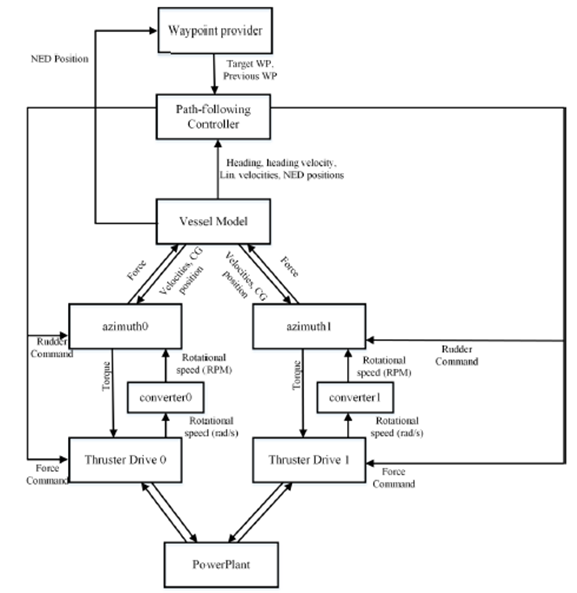 Waypoint provider
NED Position
Target WP,
Previous WP
Path-following
Controller
Heading, heading velocity,
Lin. velocities, NED positions
Vessel Model
Force
Velocities, CG
position
Velocities, CG
position
Force
azimuth0
azimuth1
Rudder
Command
Rudder
Command
Torque
Rotational
speed (RPM)
Torque
Rotational
speed (RPM)
converter0
converter1
Rotational
speed (rad/s)
Rotational
speed (rad/s)
Thruster Drive 0
Thruster Drive 1
Force
Command
Force
Command
PowerPlant